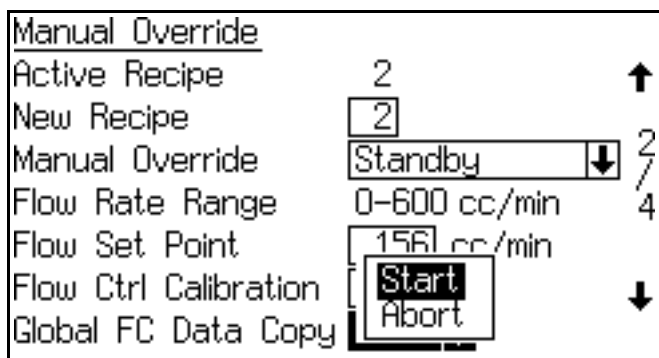 Manual Override
Active Recipe 2
New Recipe 2
Manual Override Standby
Flow Rate Range 0-600 cc/min
Flow Set Point 156 cc/min
Flow Ctrl Calibration
Global FC Data Copy
Start
Abort
2/4